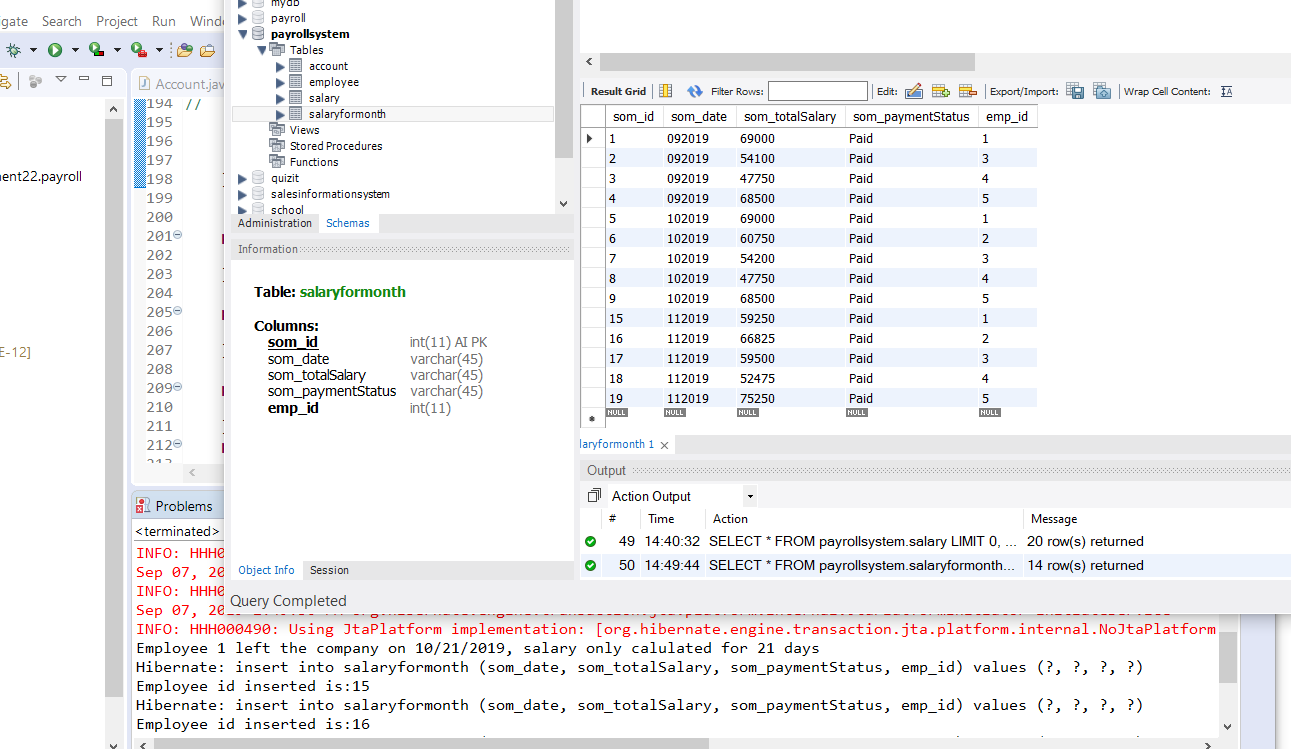 gate Search Project Run Windo
Account.jav
ent22.payroll
E-12]
194 //
195
196
197
198
199
200
201
202
203
204
205
206
207
208
209
210
211
212
213
mydb
payroll
payrollsystem
Tables
account
employee
salary
salaryformonth
Views
Stored Procedures
Functions
quizit
salesinformationsystem
school
Administration Schemas
Information
Table: salaryformonth
Columns:
som_id int(11) AI PK
som_date varchar(45)
som_totalSalary varchar(45)
som_paymentStatus varchar(45)
emp_id int(11)
Object Info Session
Query Completed
Result Grid Filter Rows: Edit: Export/Import: Wrap Cell Content: IA
som_id som_date som_totalSalary som_paymentStatus emp_id
1 092019 69000 Paid 1
2 092019 54100 Paid 3
3 092019 47750 Paid 4
4 092019 68500 Paid 5
5 102019 69000 Paid 1
6 102019 60750 Paid 2
7 102019 54200 Paid 3
8 102019 47750 Paid 4
9 102019 68500 Paid 5
15 112019 59250 Paid 1
16 112019 66825 Paid 2
17 112019 59500 Paid 3
18 112019 52475 Paid 4
19 112019 75250 Paid 5
NULL NULL NULL NULL NULL
laryformonth 1
Output
Action Output
# Time Action Message
49 14:40:32 SELECT * FROM payrollsystem.salary LIMIT 0, ... 20 row(s) returned
50 14:49:44 SELECT * FROM payrollsystem.salaryformonth... 14 row(s) returned
Problems
<terminated>
INFO: HHH0
Sep 07, 20
INFO: HHH0
Sep 07, 20
INFO: HHH000490: Using JtaPlatform implementation: [org.hibernate.engine.transaction.jta.platform.internal.NoJtaPlatform
Employee 1 left the company on 10/21/2019, salary only calulated for 21 days
Hibernate: insert into salaryformonth (som_date, som_totalSalary, som_paymentStatus, emp_id) values (?, ?, ?, ?)
Employee id inserted is:15
Hibernate: insert into salaryformonth (som_date, som_totalSalary, som_paymentStatus, emp_id) values (?, ?, ?, ?)
Employee id inserted is:16